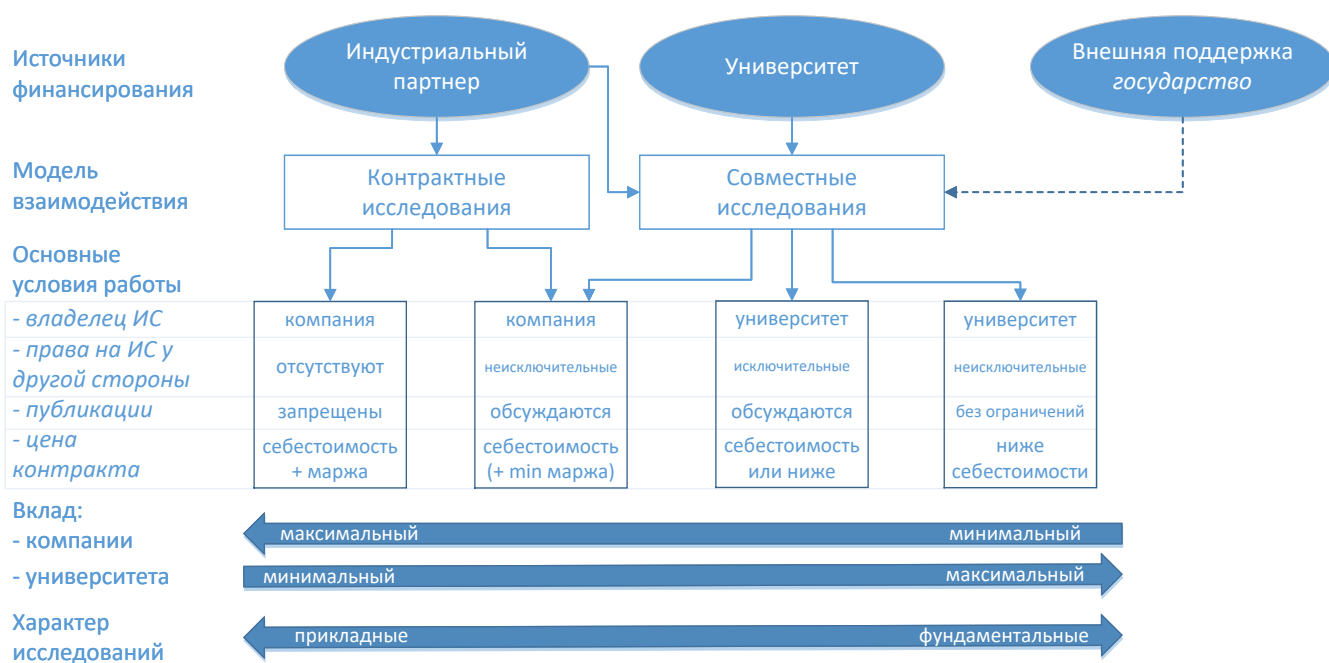 Источники
финансирования
Индустриальный
партнер
Университет
Внешняя поддержка
государство
Модель
взаимодействия
Контрактные
исследования
Совместные
исследования
Основные
условия работы
- владелец ИС
компания
компания
университет
университет
- права на ИС у
другой стороны
отсутствуют
неисключительные
исключительные
неисключительные
- публикации
запрещены
обсуждаются
обсуждаются
без ограничений
- цена
контракта
себестоимость
+ маржа
себестоимость
(+ min маржа)
себестоимость
или ниже
ниже
себестоимости
Вклад:
- компании
максимальный
минимальный
- университета
минимальный
максимальный
Характер
исследований
прикладные
фундаментальные